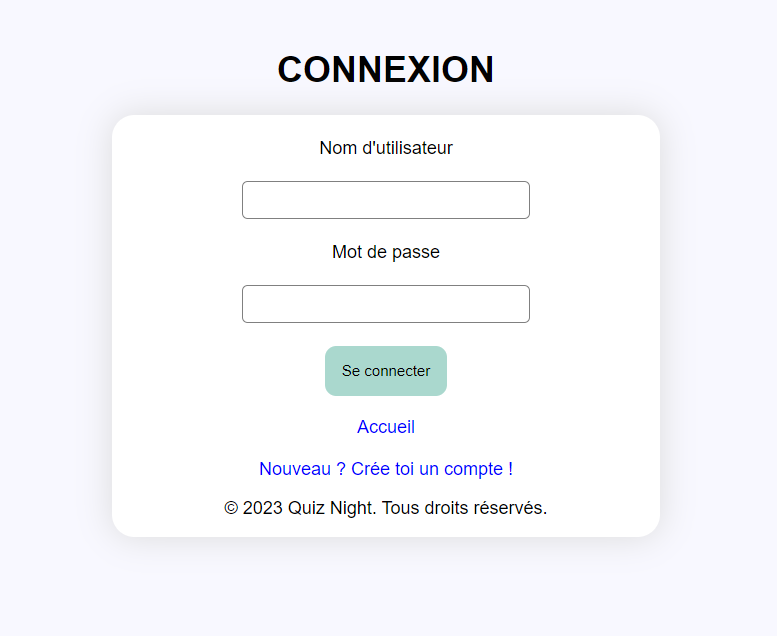 CONNEXION
Nom d'utilisateur
Mot de passe
Se connecter
Accueil
Nouveau ? Crée toi un compte !
© 2023 Quiz Night. Tous droits réservés.